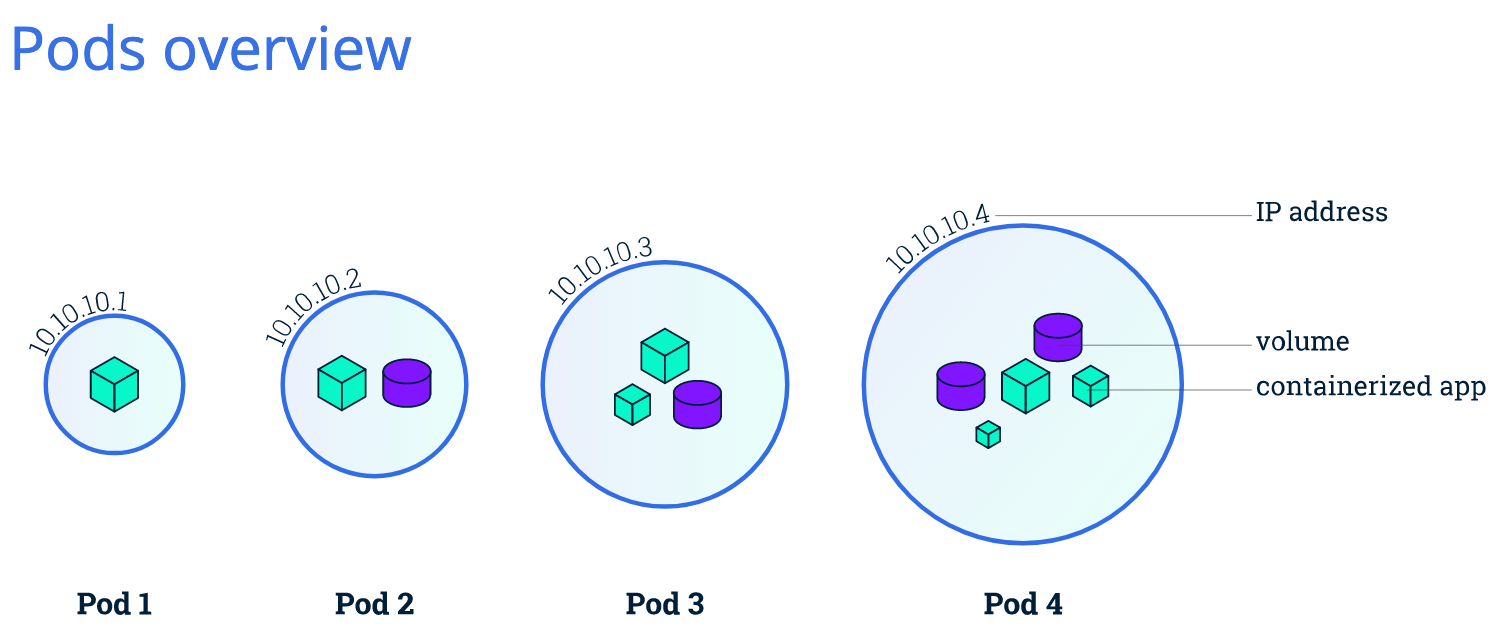 Pods overview
10.10.10.1
10.10.10.2
10.10.10.3
10.10.10.4
IP address
volume
containerized app
Pod 1
Pod 2
Pod 3
Pod 4